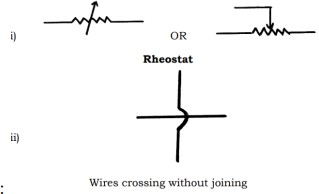 i)
OR
Rheostat
ii)
Wires crossing without joining
: